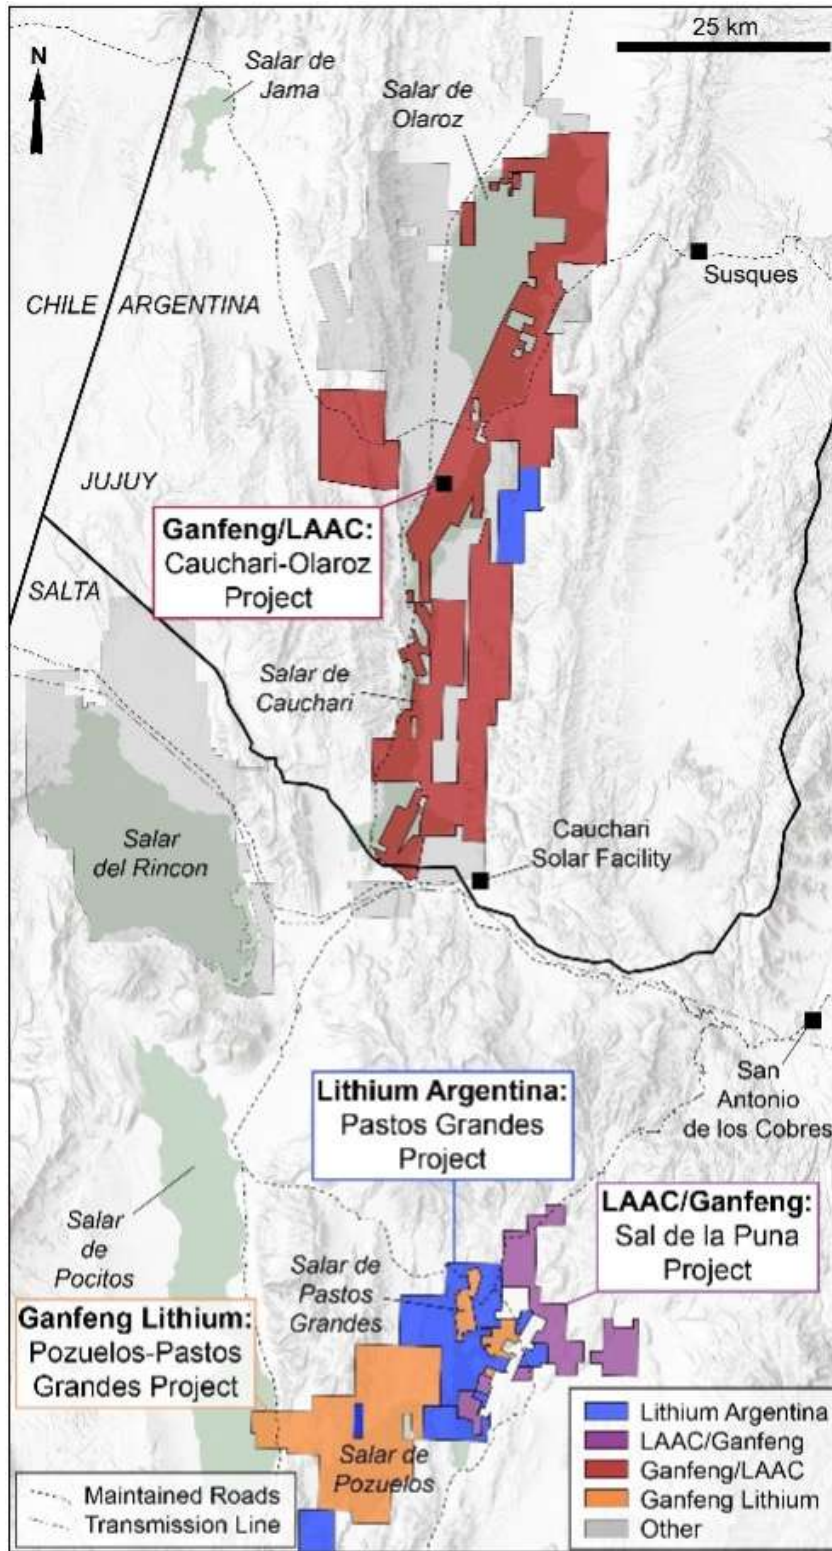 25 km
N
Salar de
Jama
Salar de
Olaroz
Susques
CHILE
ARGENTINA
JUJUY
SALTA
Ganfeng/LAAC:
Cauchari-Olaroz
Project
Salar de
Cauchari
Salar
del Rincon
Cauchari
Solar Facility
San
Antonio
de los Cobres
Lithium Argentina:
Pastos Grandes
Project
LAAC/Ganfeng:
Sal de la Puna
Project
Salar
de
Pocitos
Salar de
Pastos
Grandes
Ganfeng Lithium:
Pozuelos-Pastos
Grandes Project
Salar de
Pozuelos
Maintained Roads
Transmission Line
Lithium Argentina
LAAC/Ganfeng
Ganfeng/LAAC
Ganfeng Lithium
Other